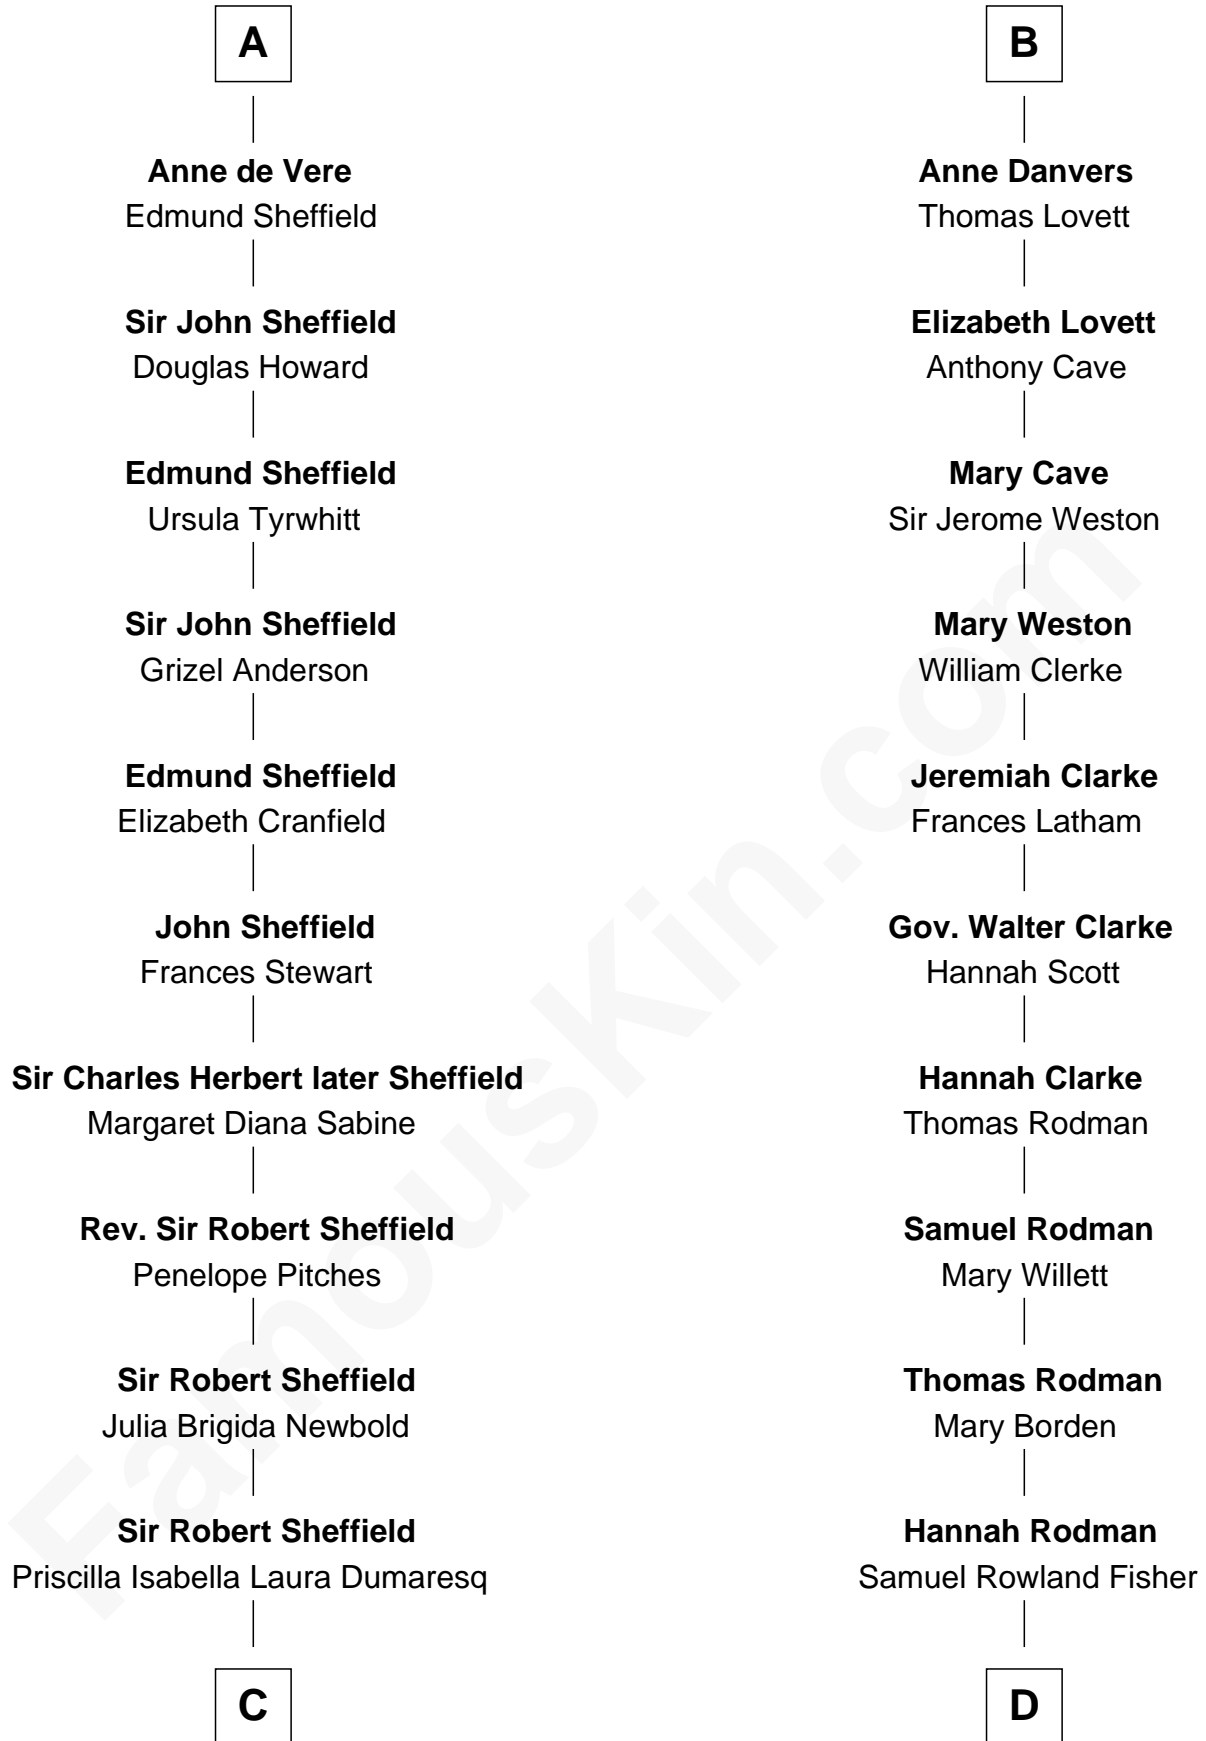 A
Anne de Vere
Edmund Sheffield
Sir John Sheffield
Douglas Howard
Edmund Sheffield
Ursula Tyrwhitt
Sir John Sheffield
Grizel Anderson
Edmund Sheffield
Elizabeth Cranfield
John Sheffield
Frances Stewart
Sir Charles Herbert later Sheffield
Margaret Diana Sabine
Rev. Sir Robert Sheffield
Penelope Pitches
Sir Robert Sheffield
Julia Brigida Newbold
Sir Robert Sheffield
Priscilla Isabella Laura Dumaresq
C
B
Anne Danvers
Thomas Lovett
Elizabeth Lovett
Anthony Cave
Mary Cave
Sir Jerome Weston
Mary Weston
William Clerke
Jeremiah Clarke
Frances Latham
Gov. Walter Clarke
Hannah Scott
Hannah Clarke
Thomas Rodman
Samuel Rodman
Mary Willett
Thomas Rodman
Mary Borden
Hannah Rodman
Samuel Rowland Fisher
D
FamousKin.com